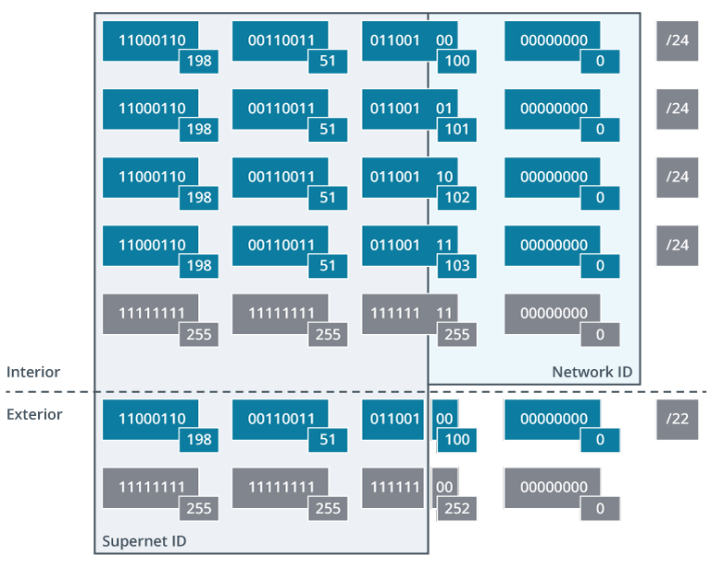 11000110 00110011 011001 00 00000000 /24
198 51 100 0
11000110 00110011 011001 01 00000000 /24
198 51 101 0
11000110 00110011 011001 10 00000000 /24
198 51 102 0
11000110 00110011 011001 11 00000000 /24
198 51 103 0
11111111 11111111 111111 11 00000000
255 255 255 0
Interior Network ID
Exterior
11000110 00110011 011001 00 00000000 /22
198 51 100 0
11111111 11111111 111111 00 00000000
255 255 252 0
Supernet ID